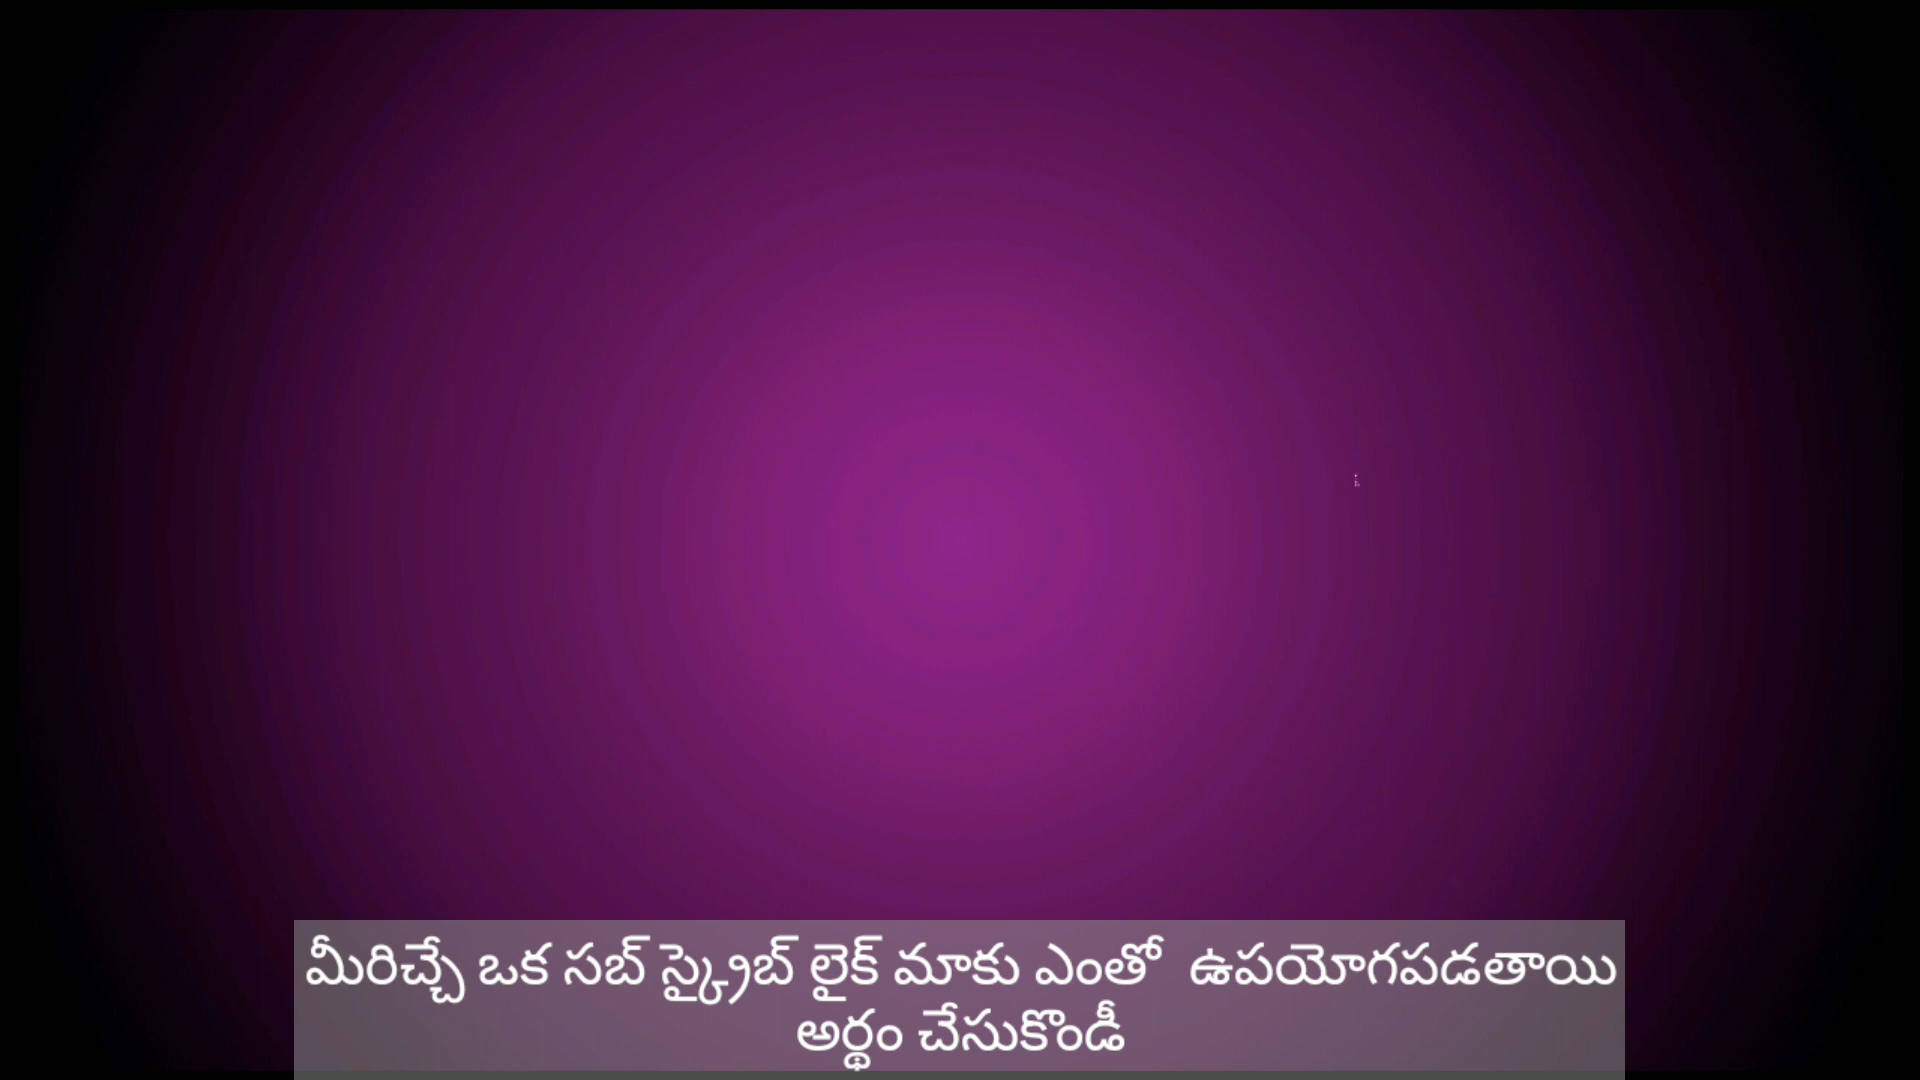 మీరిచ్చే ఒక సబ్ స్క్రైబ్ లైక్ మాకు ఎంతో ఉపయోగపడతాయి
అర్థం చేసుకొండీ